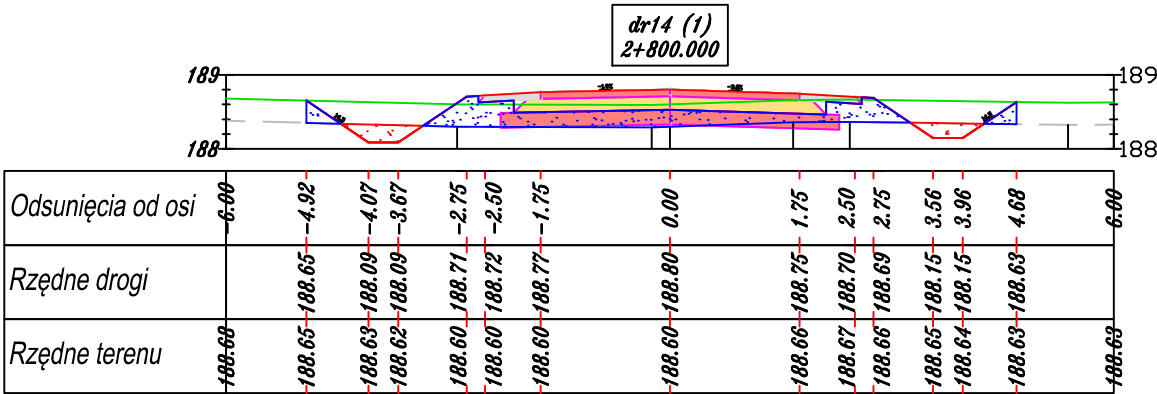 dr14 (1)
2+800.000
189 189
188 188
Odsunięcia od osi -6.00 -4.92 -4.07 -3.67 -2.75 -2.50 -1.75 0.00 1.75 2.50 2.75 3.56 3.96 4.68 6.00
Rzędne drogi 188.65 188.09 188.09 188.71 188.72 188.77 188.80 188.75 188.70 188.69 188.15 188.15 188.63
Rzędne terenu 188.68 188.65 188.63 188.62 188.60 188.60 188.60 188.60 188.66 188.67 188.66 188.65 188.64 188.63 188.63